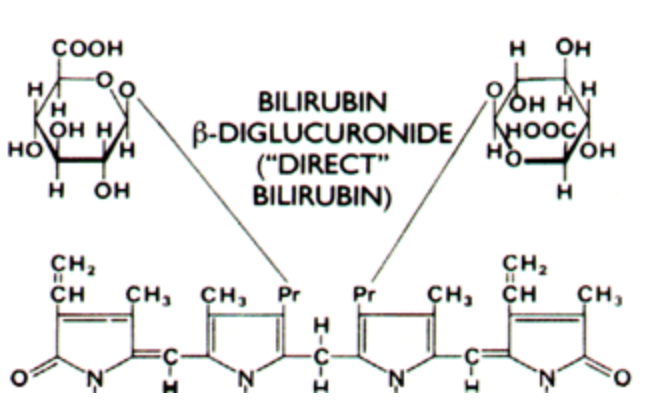 COOH H OH
H O O O H
H BILIRUBIN OH H
OH H β-DIGLUCURONIDE HOOC
HO H ("DIRECT" H O OH
H OH BILIRUBIN) H
CH₂ CH₂
CH CH₃ CH₃ Pr Pr CH₃ CH CH₃
H
C C C
O N H N H N H N O